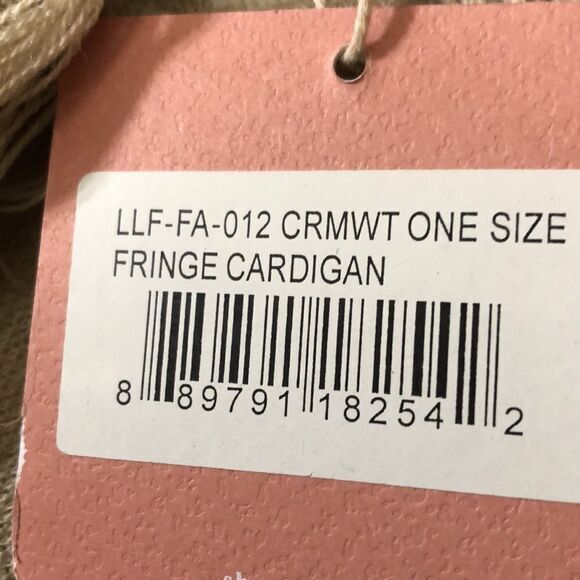 LLF-FA-012 CRMWT ONE SIZE
FRINGE CARDIGAN
8 89791 18254 2